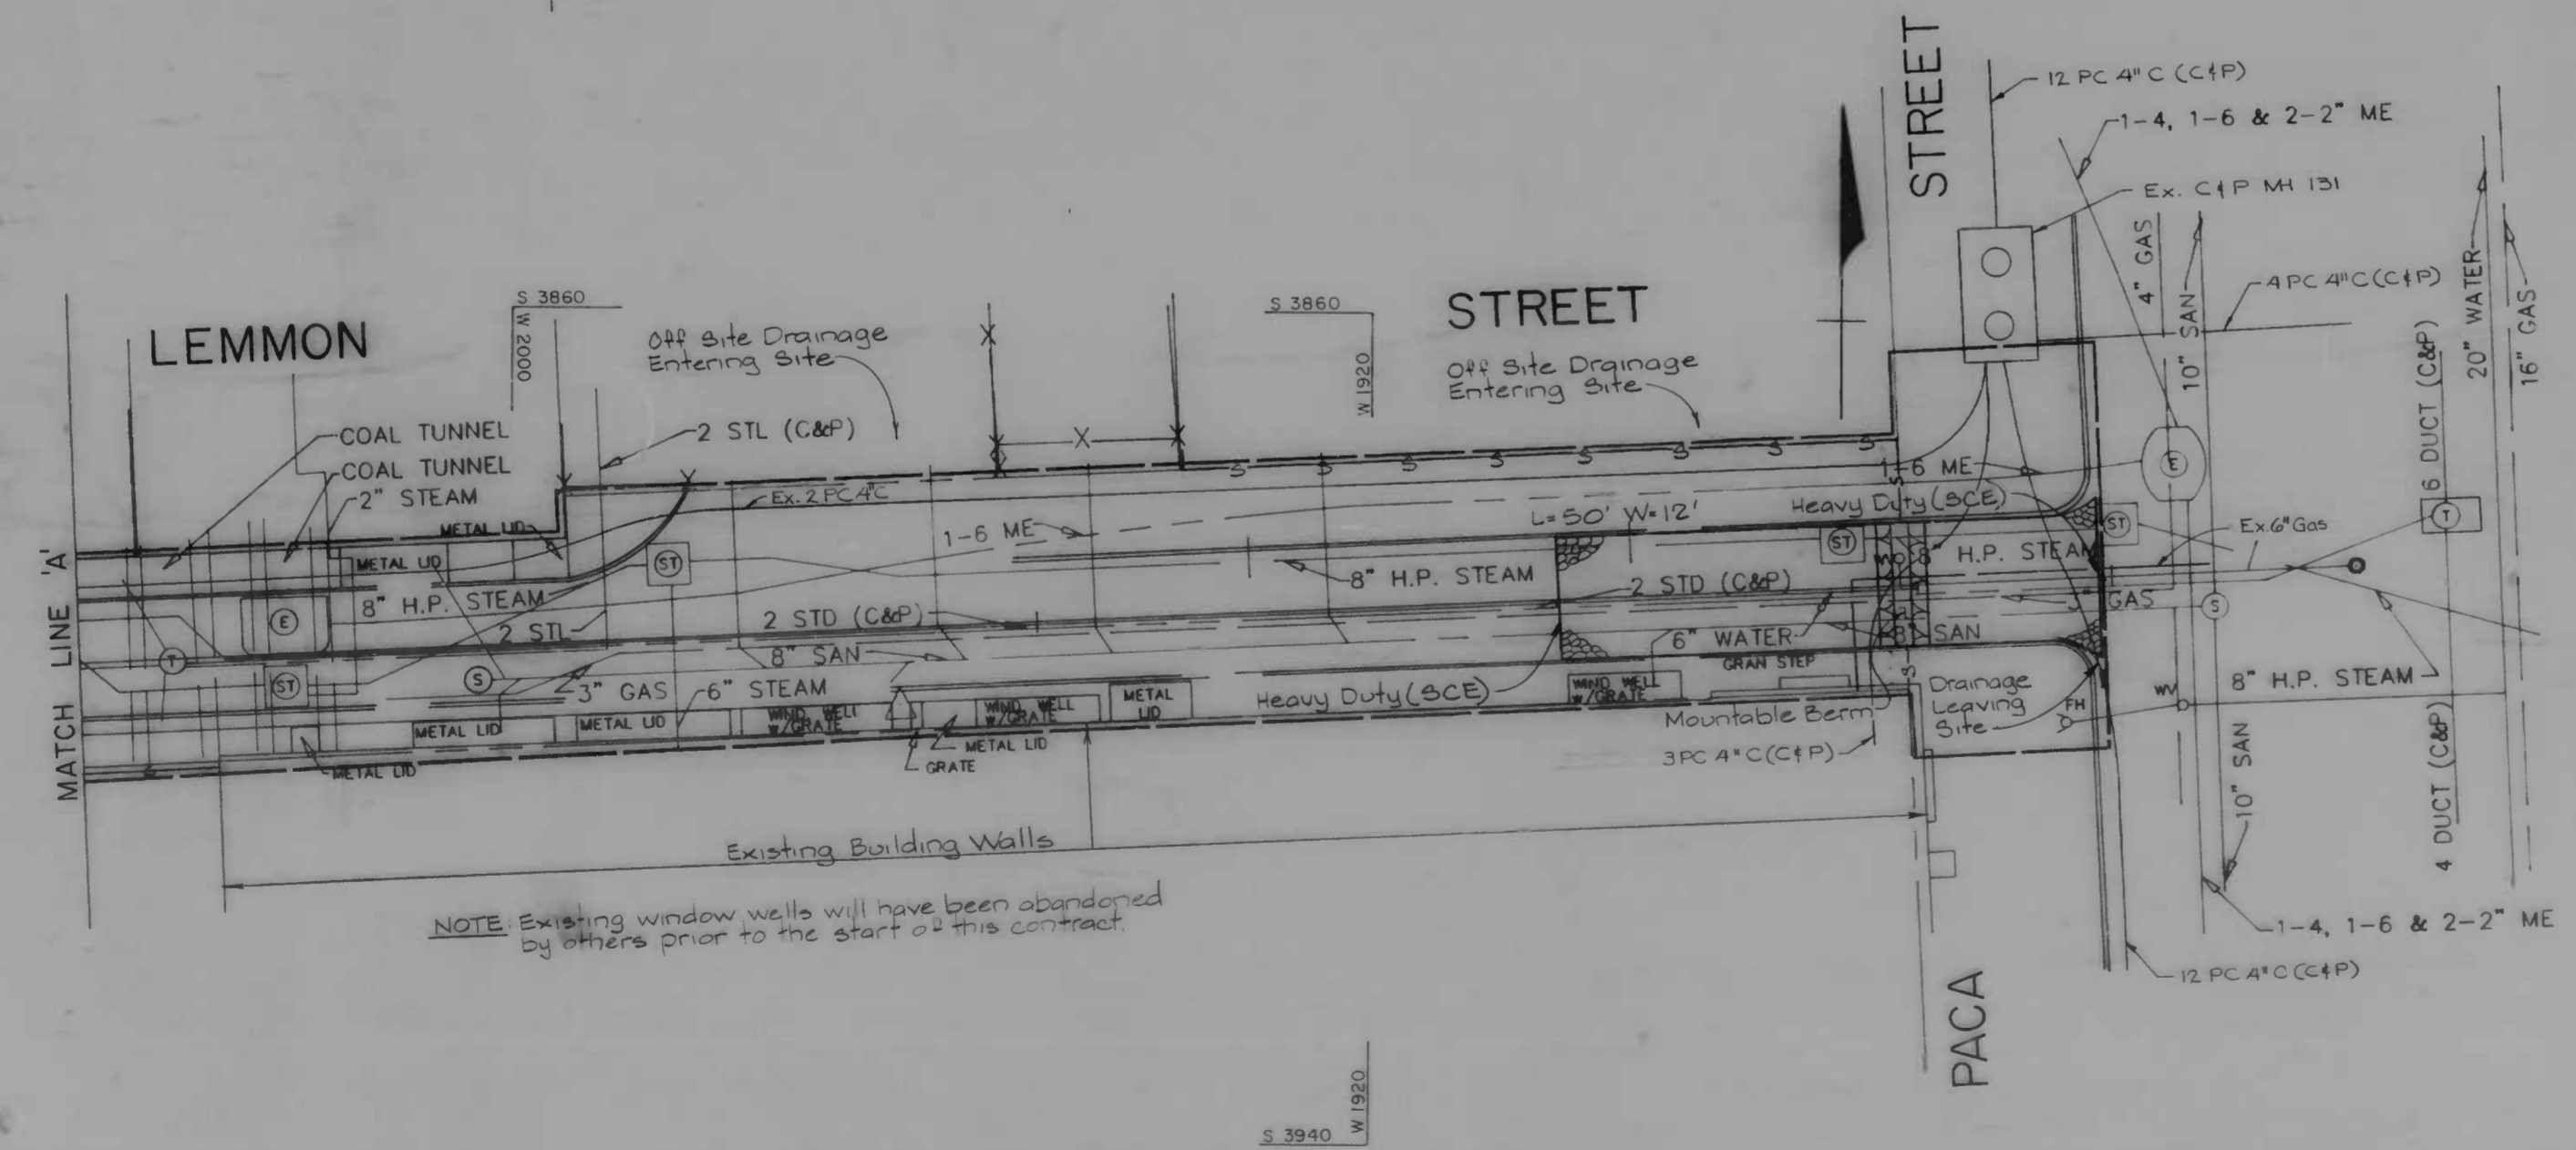 STREET
12 PC 4" C (C&P)
1-4, 1-6 & 2-2" ME
Ex. C&P MH 131
4" GAS
10" SAN
4 PC 4" C (C&P)
20" WATER
16" GAS
6 DUCT (C&P)
LEMMON
S 3860
W 2000
Off Site Drainage
Entering Site
S 3860
W 1920
STREET
Off Site Drainage
Entering Site
COAL TUNNEL
COAL TUNNEL
2" STEAM
2 STL (C&P)
METAL LID
METAL LID
Ex. 2 PC 4" C
1-6 ME
1-6 ME
L=50' W=12'
Heavy Duty (SCE)
E
ST
T
Ex. 6" Gas
MATCH LINE 'A'
8" H.P. STEAM
ST
8" H.P. STEAM
ST
8" H.P. STEAM
E
2 STL
2 STD (C&P)
2 STD (C&P)
3" GAS
S
T
8" SAN
6" WATER
8" SAN
ST
S
3" GAS
6" STEAM
GRAN STEP
METAL LID
METAL LID
WIND WELL
W/GRATE
WIND WELL
W/GRATE
METAL
LID
Heavy Duty (SCE)
WIND WELL
W/GRATE
Mountable Berm
Drainage
Leaving
Site
FH
WV
8" H.P. STEAM
METAL LID
GRATE
METAL LID
3 PC 4" C (C&P)
10" SAN
4 DUCT (C&P)
Existing Building Walls
NOTE: Existing window wells will have been abandoned
by others prior to the start of this contract.
1-4, 1-6 & 2-2" ME
12 PC 4" C (C&P)
PACA
S 3940
W 1920